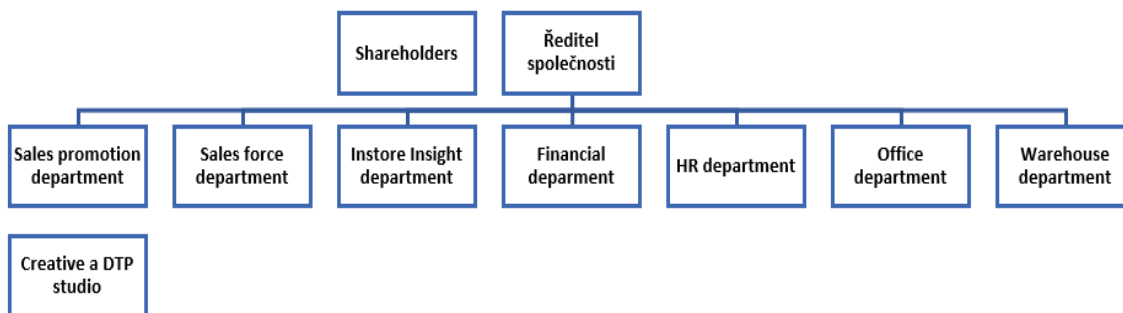 Shareholders
Ředitel
společnosti
Sales promotion
department
Sales force
department
Instore Insight
department
Financial
deparment
HR department
Office
department
Warehouse
department
Creative a DTP
studio